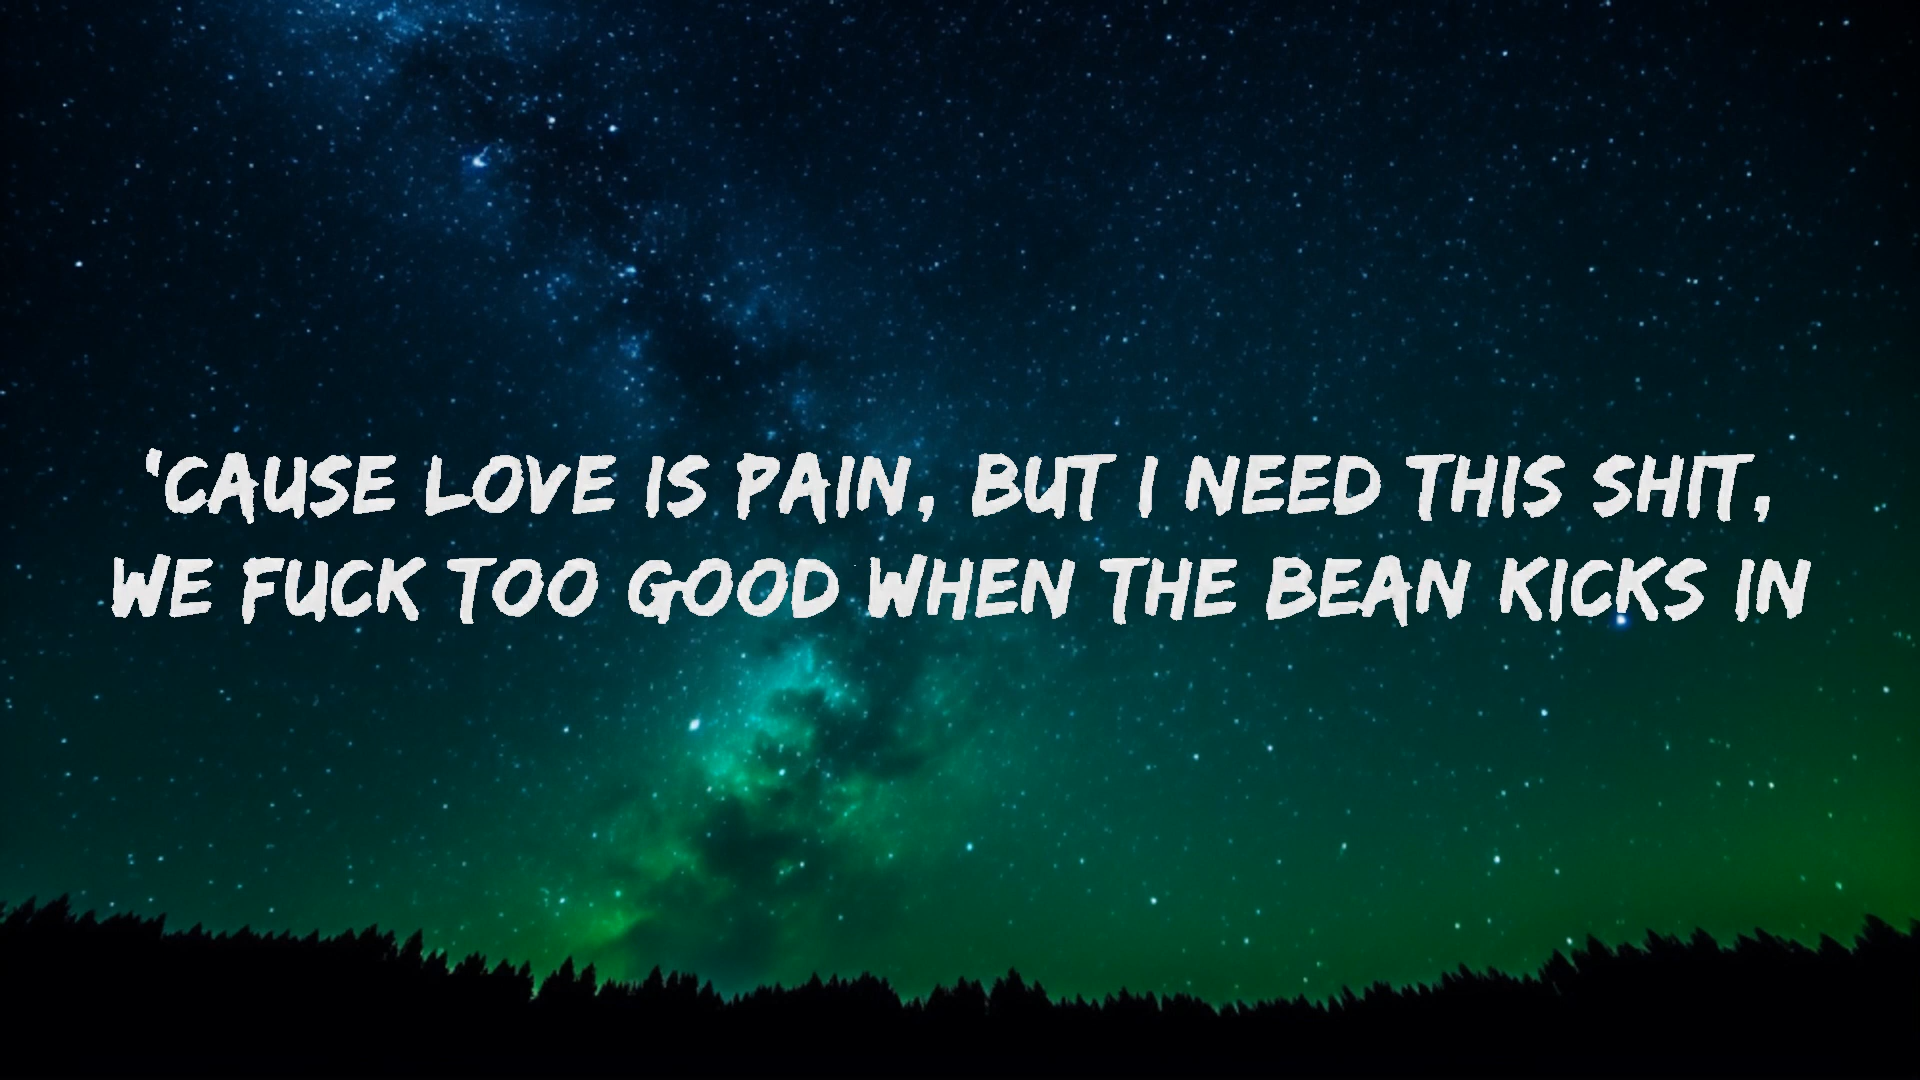 'CAUSE LOVE IS PAIN, BUT I NEED THIS SHIT,
WE FUCK TOO GOOD WHEN THE BEAN KICKS IN